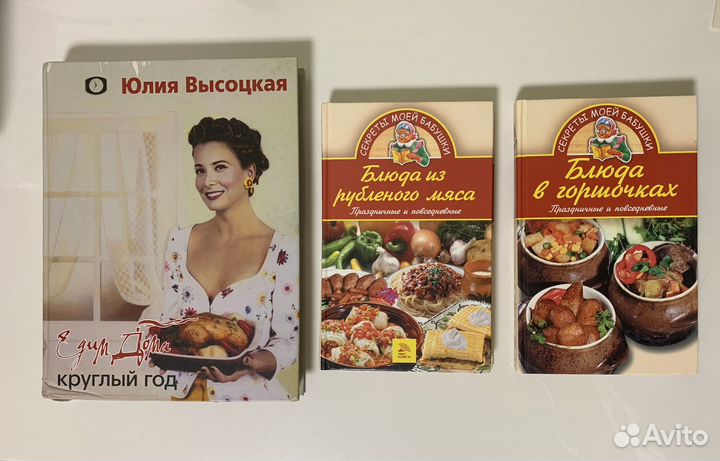 Юлия Высоцкая
Едим Дома
круглый год
СЕКРЕТЫ МОЕЙ БАБУШКИ
Блюда из
рубленого мяса
Праздничные и повседневные
СЕКРЕТЫ МОЕЙ БАБУШКИ
Блюда
в горшочках
Праздничные и повседневные
Avito